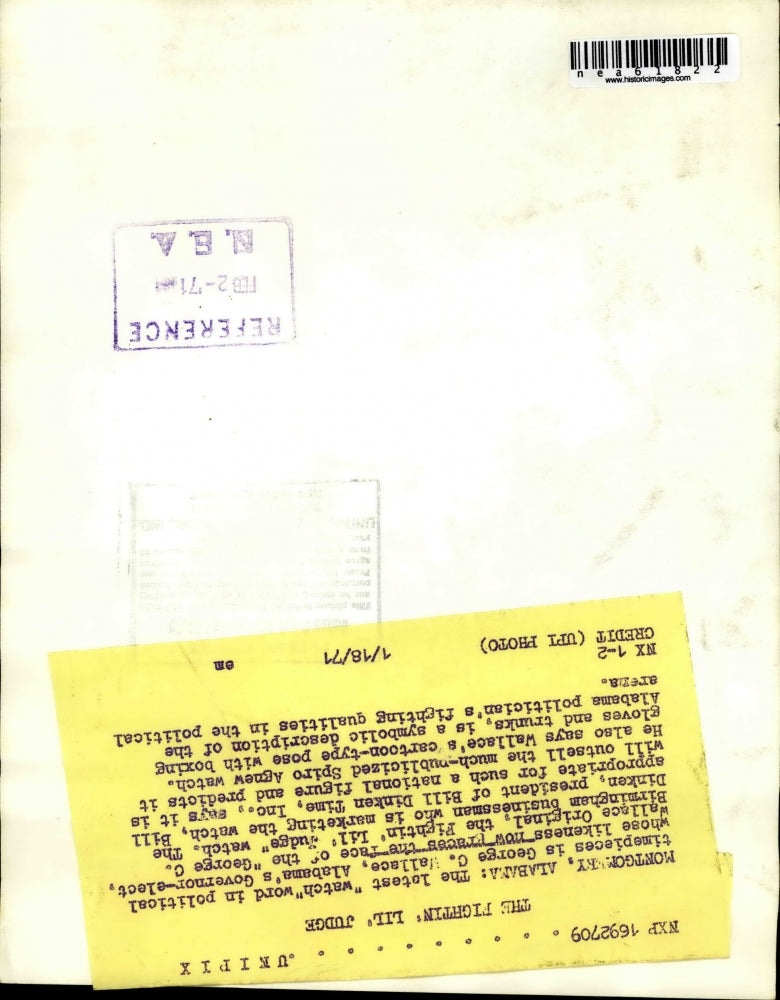 n e a 6 1 8 2 2
www.historicimages.com
REFERENCE
FEB 2-'71
N.E.A.
NXP 1692709 . . . . . . . . . . UNIPIX
THE FIGHTIN' LIL' JUDGE
MONTGOMERY, ALABAMA: The latest "watch"word in political
timepieces is George C. Wallace, Alabama's Governor-elect,
whose likeness now graces the face of the "George C.
Wallace Original, the Fightin' Lil' Judge" watch. The
Birmingham businessman who is marketing the watch, Bill
Dinken, president of Bill Dinken Time, Inc., says it is
appropriate for such a national figure and predicts it
will outsell the much-publicized Spiro Agnew watch.
He also says Wallace's cartoon-type pose with boxing
gloves and trunks, is a symbolic description of the
Alabama politician's fighting qualities in the political
arena.
NX 1-2
CREDIT (UPI PHOTO) 1/18/71 em